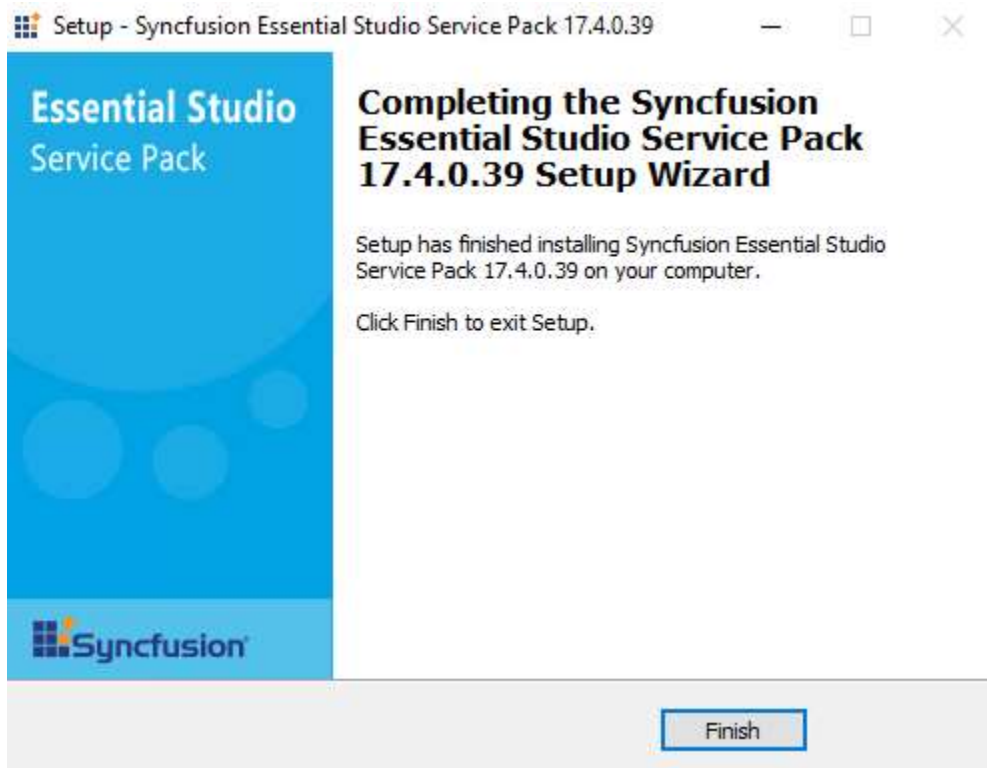 Setup - Syncfusion Essential Studio Service Pack 17.4.0.39
Essential Studio
Service Pack
Completing the Syncfusion
Essential Studio Service Pack
17.4.0.39 Setup Wizard
Setup has finished installing Syncfusion Essential Studio
Service Pack 17.4.0.39 on your computer.
Click Finish to exit Setup.
Syncfusion
Finish